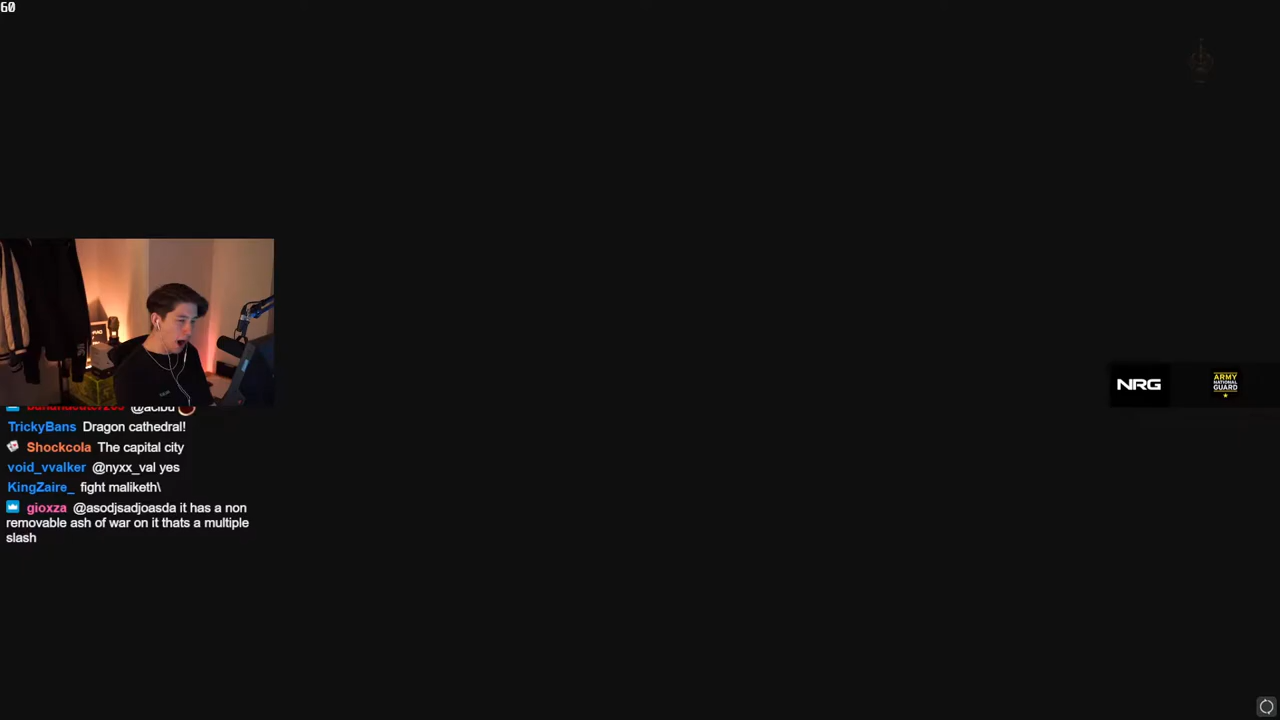 60
NRG
ARMY
NATIONAL
GUARD
@acibu
TrickyBans Dragon cathedral!
Shockcola The capital city
void_vvalker @nyxx_val yes
KingZaire_ fight maliketh\
gioxza @asodjsadjoasda it has a non
removable ash of war on it thats a multiple
slash